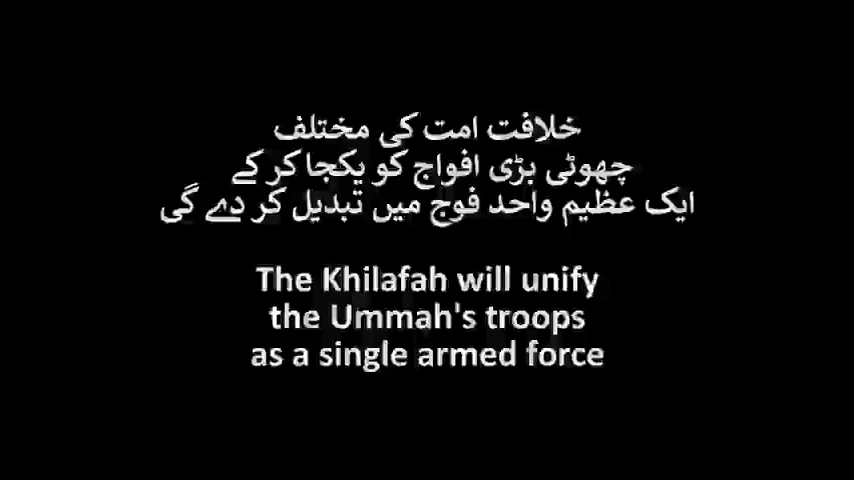 خلافت امت کی مختلف
چھوٹی بڑی افواج کو یکجا کر کے
ایک عظیم واحد فوج میں تبدیل کر دے گی
The Khilafah will unify
the Ummah's troops
as a single armed force